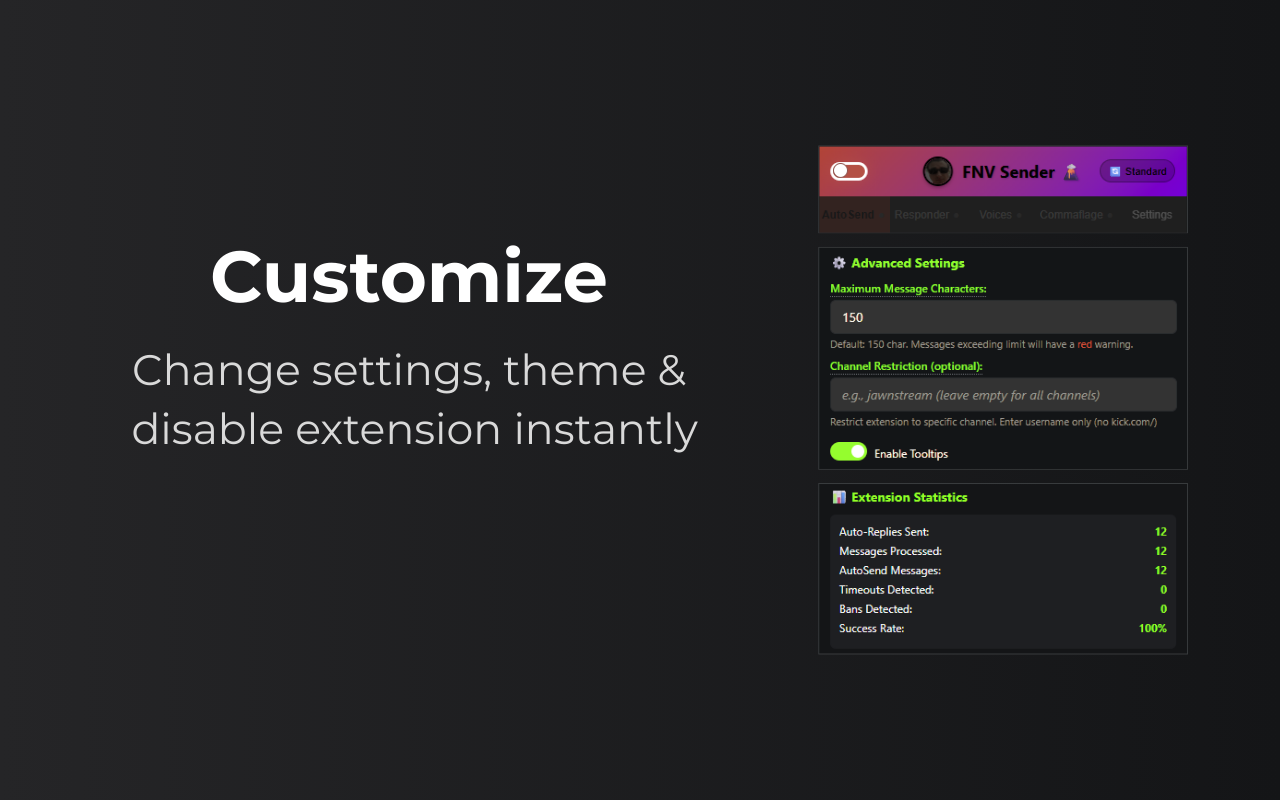 Customize
Change settings, theme &
disable extension instantly
FNV Sender
Standard
AutoSend Responder Voices Commaflage Settings
Advanced Settings
Maximum Message Characters:
150
Default: 150 char. Messages exceeding limit will have a red warning.
Channel Restriction (optional):
e.g., jawnstream (leave empty for all channels)
Restrict extension to specific channel. Enter username only (no kick.com/)
Enable Tooltips
Extension Statistics
Auto-Replies Sent: 12
Messages Processed: 12
AutoSend Messages: 12
Timeouts Detected: 0
Bans Detected: 0
Success Rate: 100%